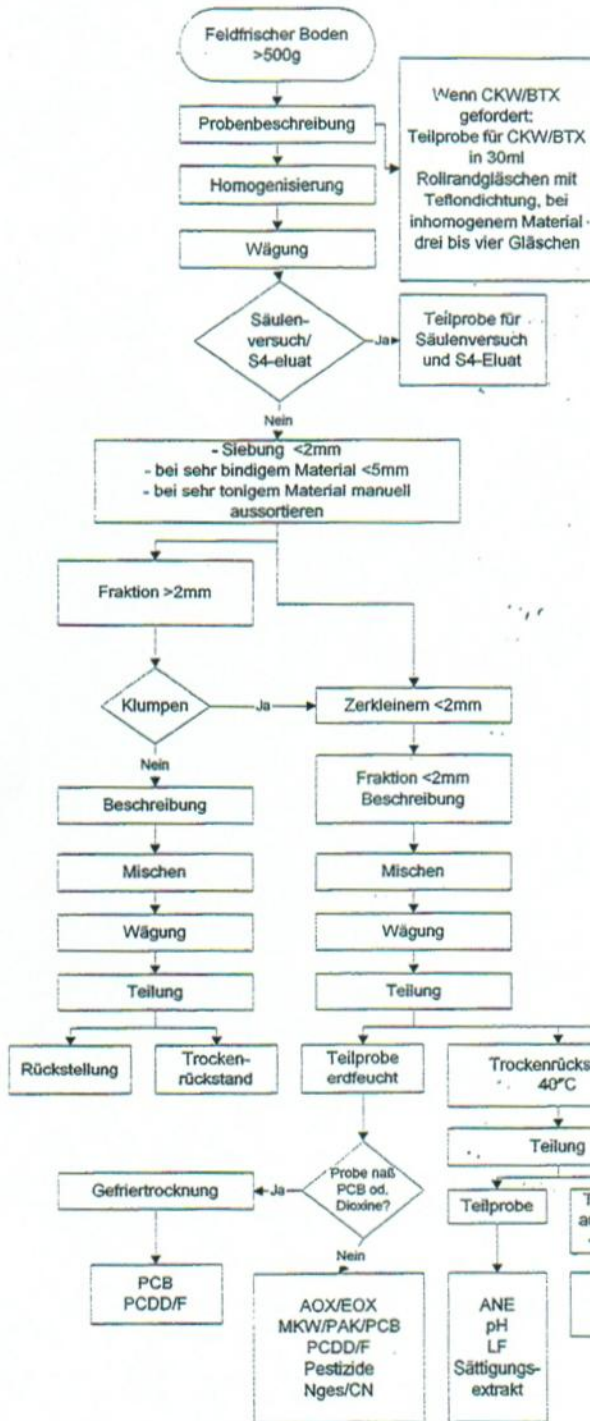 Feldfrischer Boden
>500g
Probenbeschreibung
Wenn CKW/BTX
gefordert:
Teilprobe für CKW/BTX
in 30ml
Rollrandgläschen mit
Teflondichtung, bei
inhomogenem Material
drei bis vier Gläschen
Homogenisierung
Wägung
Säulen-
versuch/
S4-eluat
Ja
Teilprobe für
Säulenversuch
und S4-Eluat
Nein
- Siebung <2mm
- bei sehr bindigem Material <5mm
- bei sehr tonigem Material manuell
aussortieren
Fraktion >2mm
Klumpen
Ja
Zerkleinern <2mm
Nein
Fraktion <2mm
Beschreibung
Beschreibung
Mischen
Mischen
Wägung
Wägung
Teilung
Teilung
Rückstellung
Trocken-
rückstand
Teilprobe
erdfeucht
Trockenrücks
40°C
Teilung
Probe naß
PCB od.
Dioxine?
Ja
Gefriertrocknung
Teilprobe
T
au
Nein
PCB
PCDD/F
AOX/EOX
MKW/PAK/PCB
PCDD/F
Pestizide
Nges/CN
ANE
pH
LF
Sättigungs-
extrakt